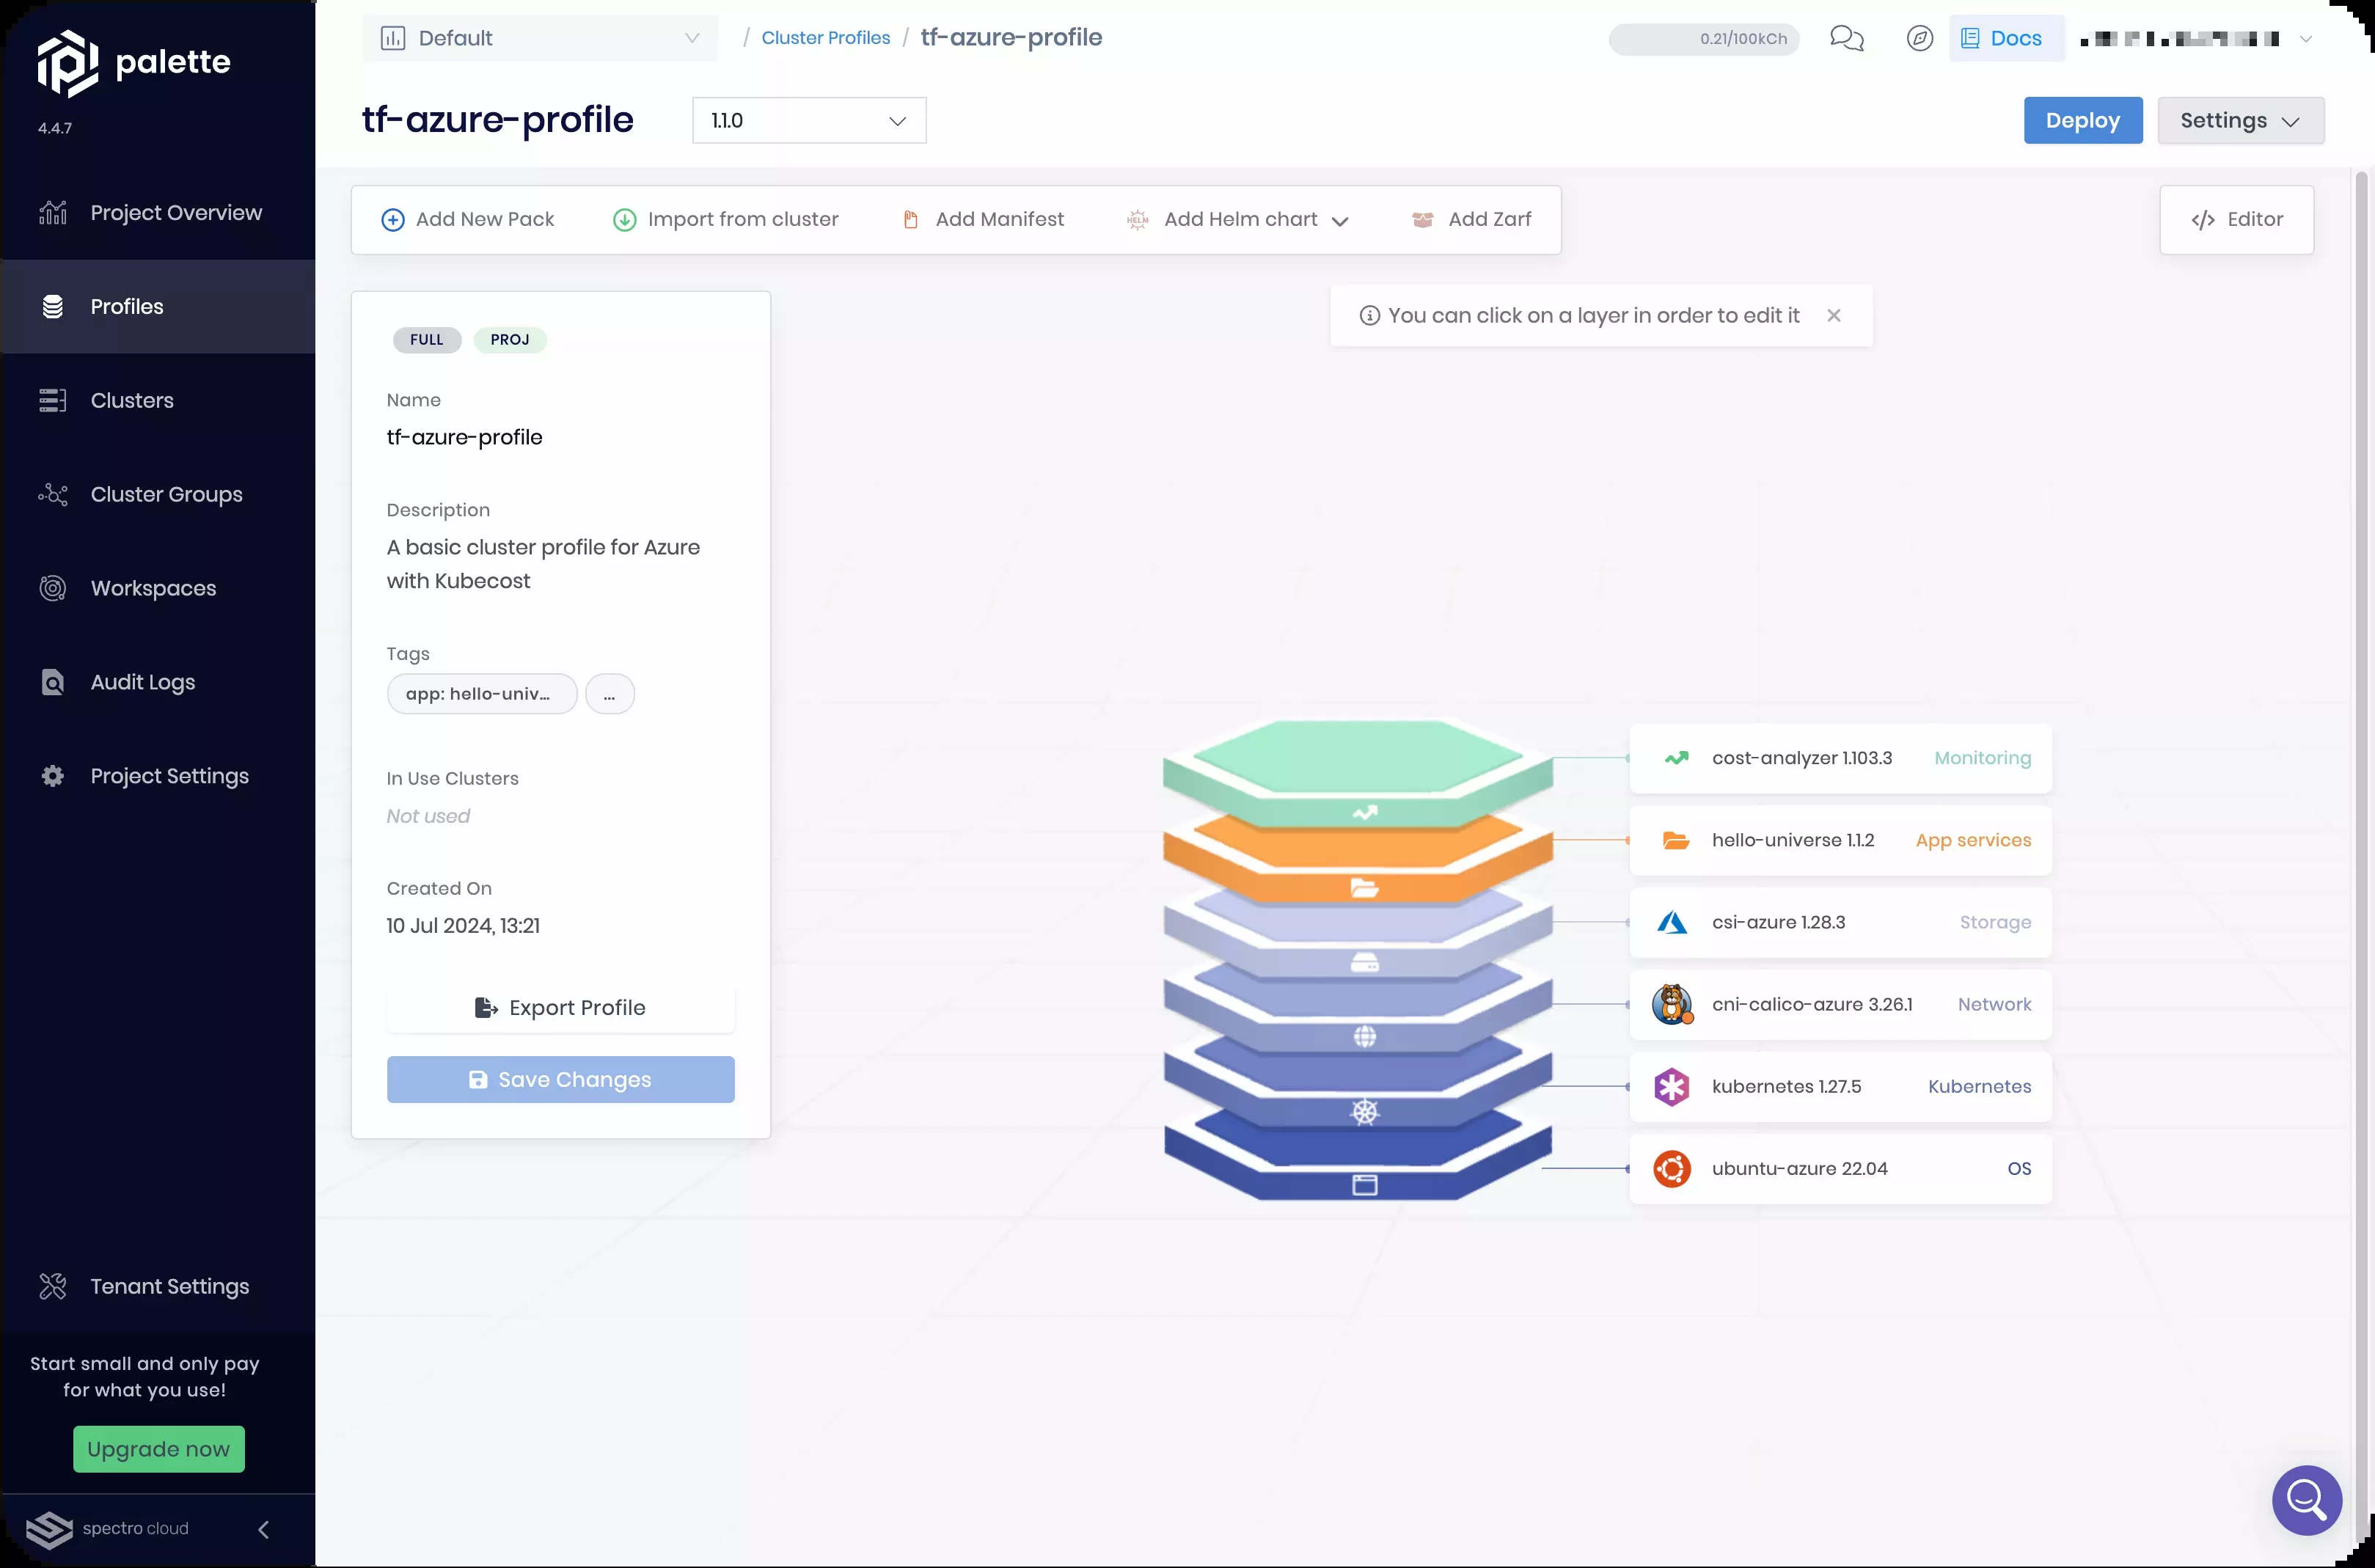 palette
4.4.7
Project Overview
Profiles
Clusters
Cluster Groups
Workspaces
Audit Logs
Project Settings
Tenant Settings
Start small and only pay
for what you use!
Upgrade now
spectro cloud
Default
/ Cluster Profiles / tf-azure-profile
0.21/100kCh
Docs
tf-azure-profile
1.1.0
Deploy
Settings
Add New Pack
Import from cluster
Add Manifest
HELM
Add Helm chart
Add Zarf
</> Editor
You can click on a layer in order to edit it
FULL
PROJ
Name
tf-azure-profile
Description
A basic cluster profile for Azure
with Kubecost
Tags
app: hello-univ...
...
In Use Clusters
Not used
Created On
10 Jul 2024, 13:21
Export Profile
Save Changes
cost-analyzer 1.103.3 Monitoring
hello-universe 1.1.2 App services
csi-azure 1.28.3 Storage
cni-calico-azure 3.26.1 Network
kubernetes 1.27.5 Kubernetes
ubuntu-azure 22.04 OS